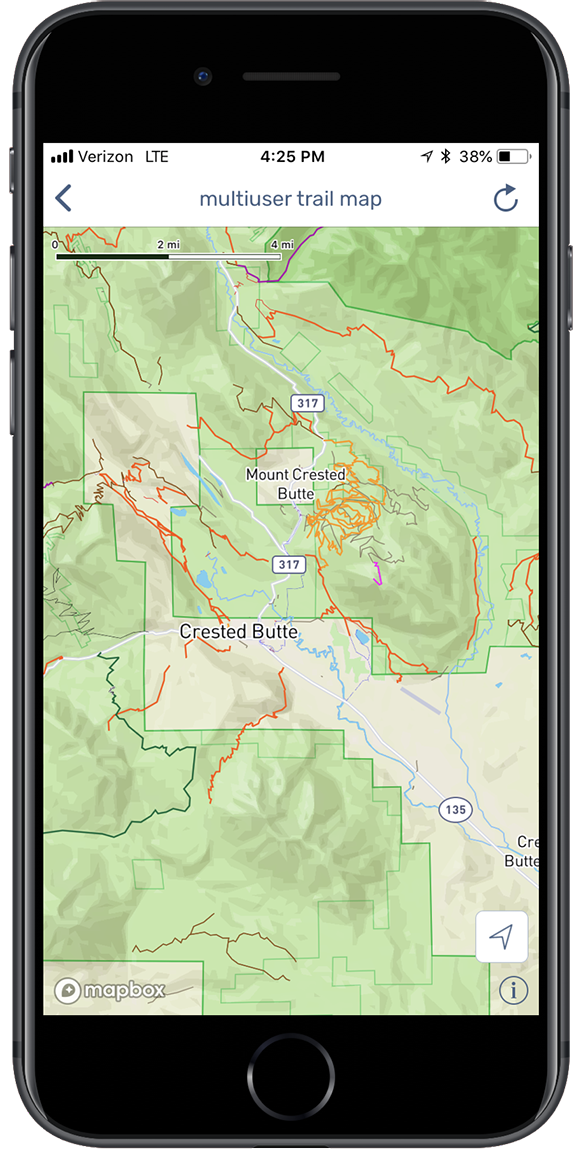 Verizon LTE 4:25 PM 38%
multiuser trail map
0 2 mi 4 mi
317
Mount Crested
Butte
317
Crested Butte
135
Cre
Butte
mapbox
i